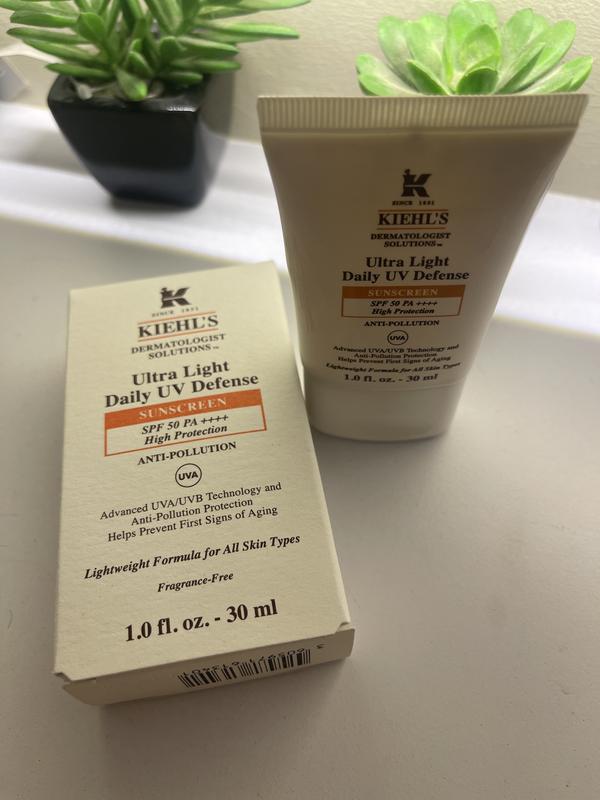 K
SINCE 1851
KIEHL'S
DERMATOLOGIST
SOLUTIONS™
Ultra Light
Daily UV Defense
SUNSCREEN
SPF 50 PA ++++
High Protection
ANTI-POLLUTION
UVA
Advanced UVA/UVB Technology and
Anti-Pollution Protection
Helps Prevent First Signs of Aging
Lightweight Formula for All Skin Types
Fragrance-Free
1.0 fl. oz. - 30 ml
K
SINCE 1851
KIEHL'S
DERMATOLOGIST
SOLUTIONS™
Ultra Light
Daily UV Defense
SUNSCREEN
SPF 50 PA ++++
High Protection
ANTI-POLLUTION
UVA
Advanced UVA/UVB Technology and
Anti-Pollution Protection
Helps Prevent First Signs of Aging
Lightweight Formula for All Skin Types
1.0 fl. oz. - 30 ml